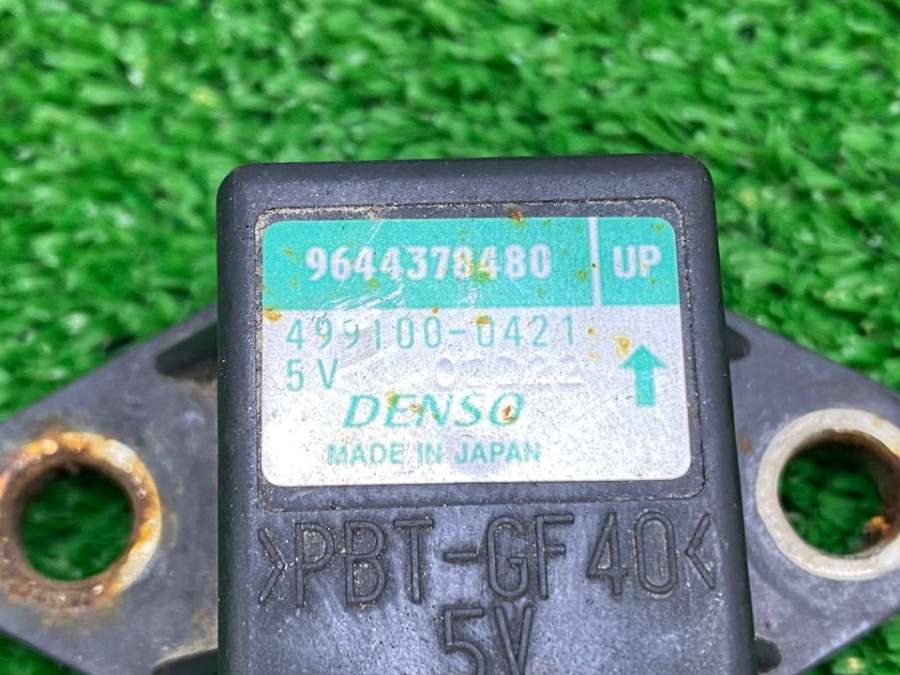 9644378480 UP
499100-0421
5V
DENSO
MADE IN JAPAN
>PBT-GF40<
5V